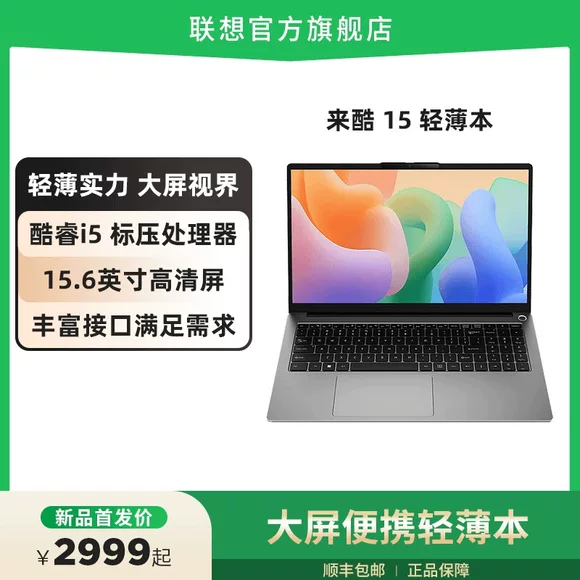 联想官方旗舰店
来酷 15 轻薄本
轻薄实力 大屏视界
酷睿i5 标压处理器
15.6英寸高清屏
丰富接口满足需求
新品首发价
¥2999起
大屏便携轻薄本
顺丰包邮 | 正品保障